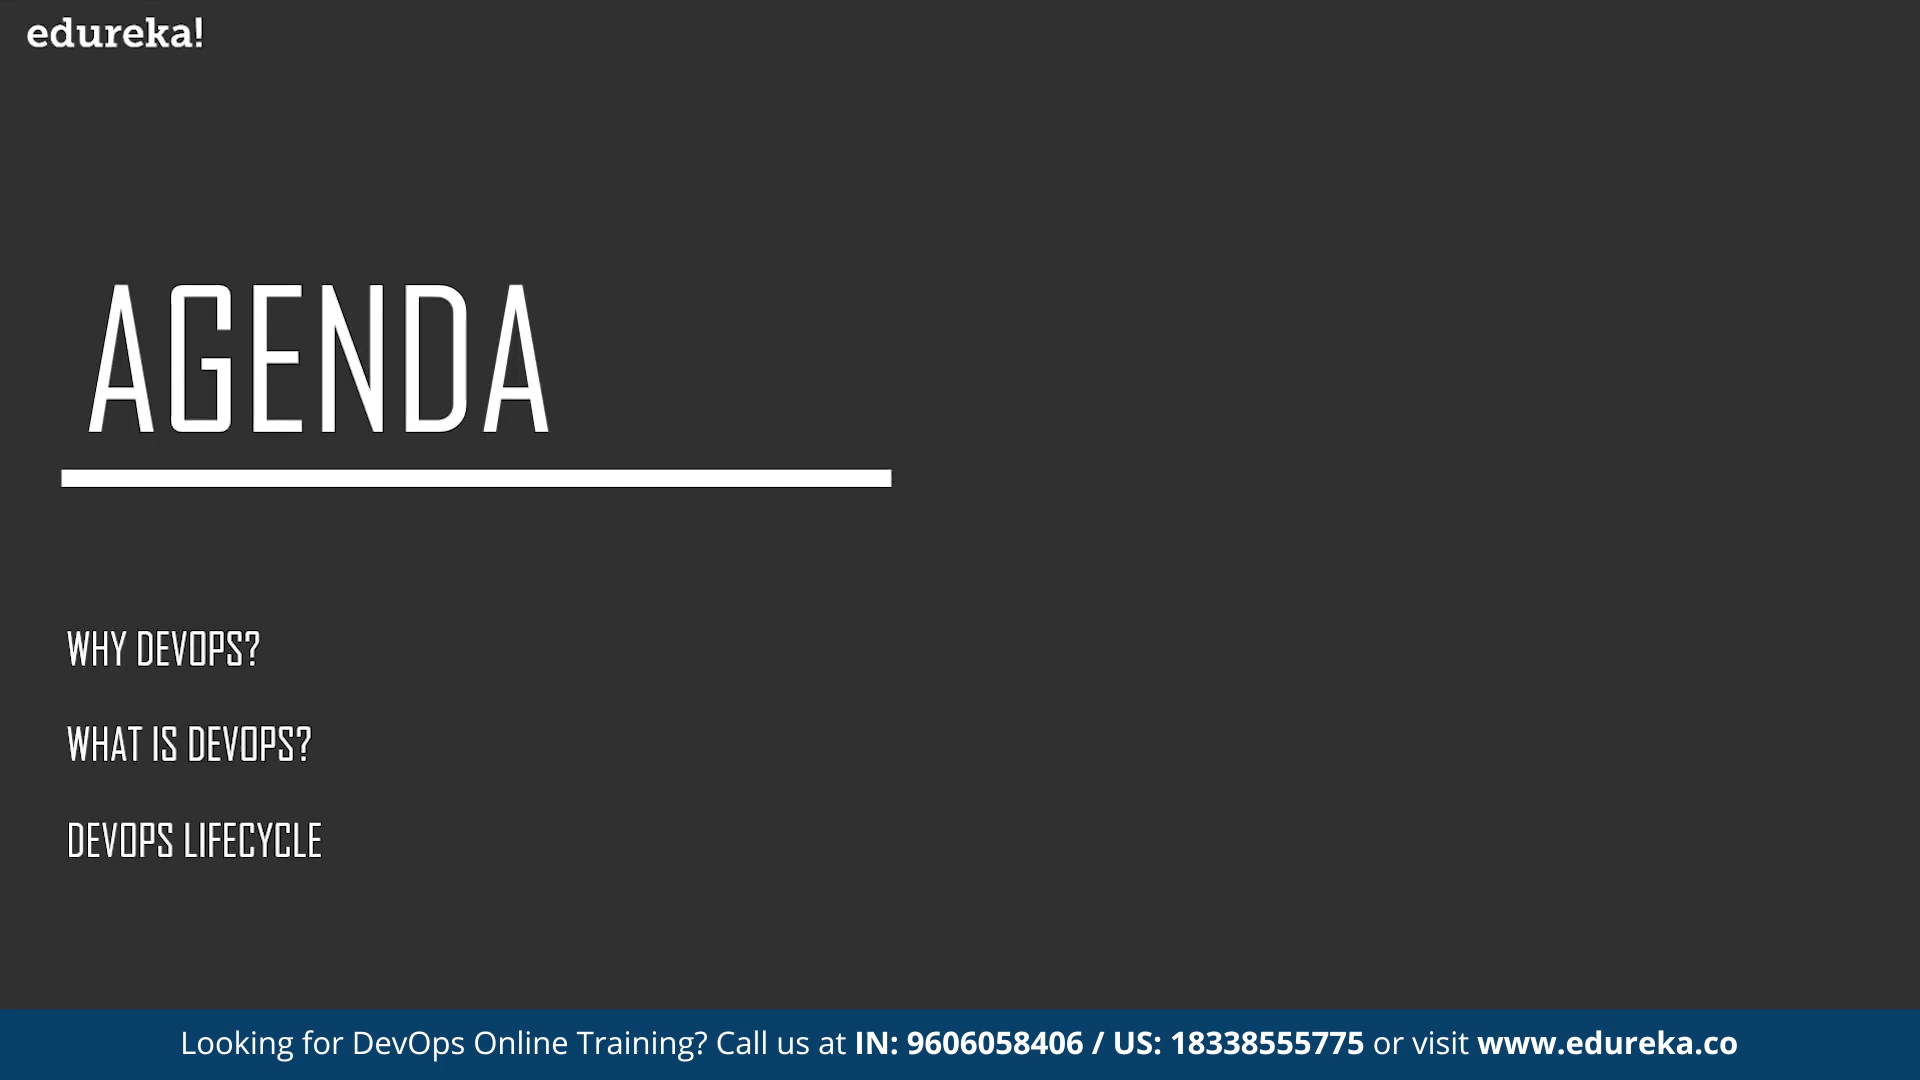 edureka!
AGENDA
WHY DEVOPS?
WHAT IS DEVOPS?
DEVOPS LIFECYCLE
Looking for DevOps Online Training? Call us at IN: 9606058406 / US: 18338555775 or visit www.edureka.co